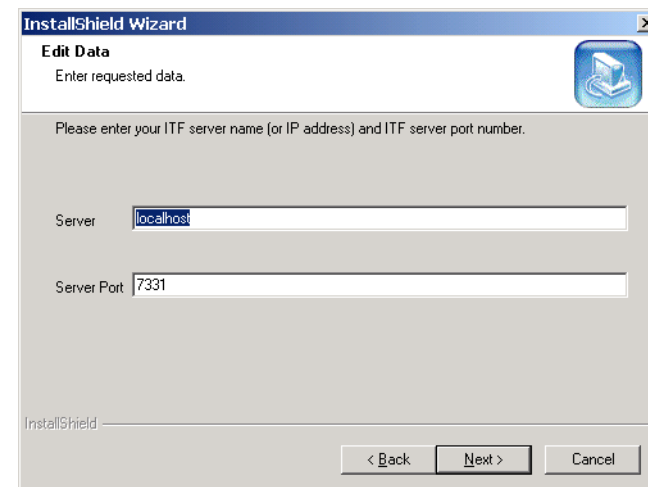 InstallShield Wizard
Edit Data
Enter requested data.
Please enter your ITF server name (or IP address) and ITF server port number.
Server localhost
Server Port 7331
InstallShield
< Back Next > Cancel